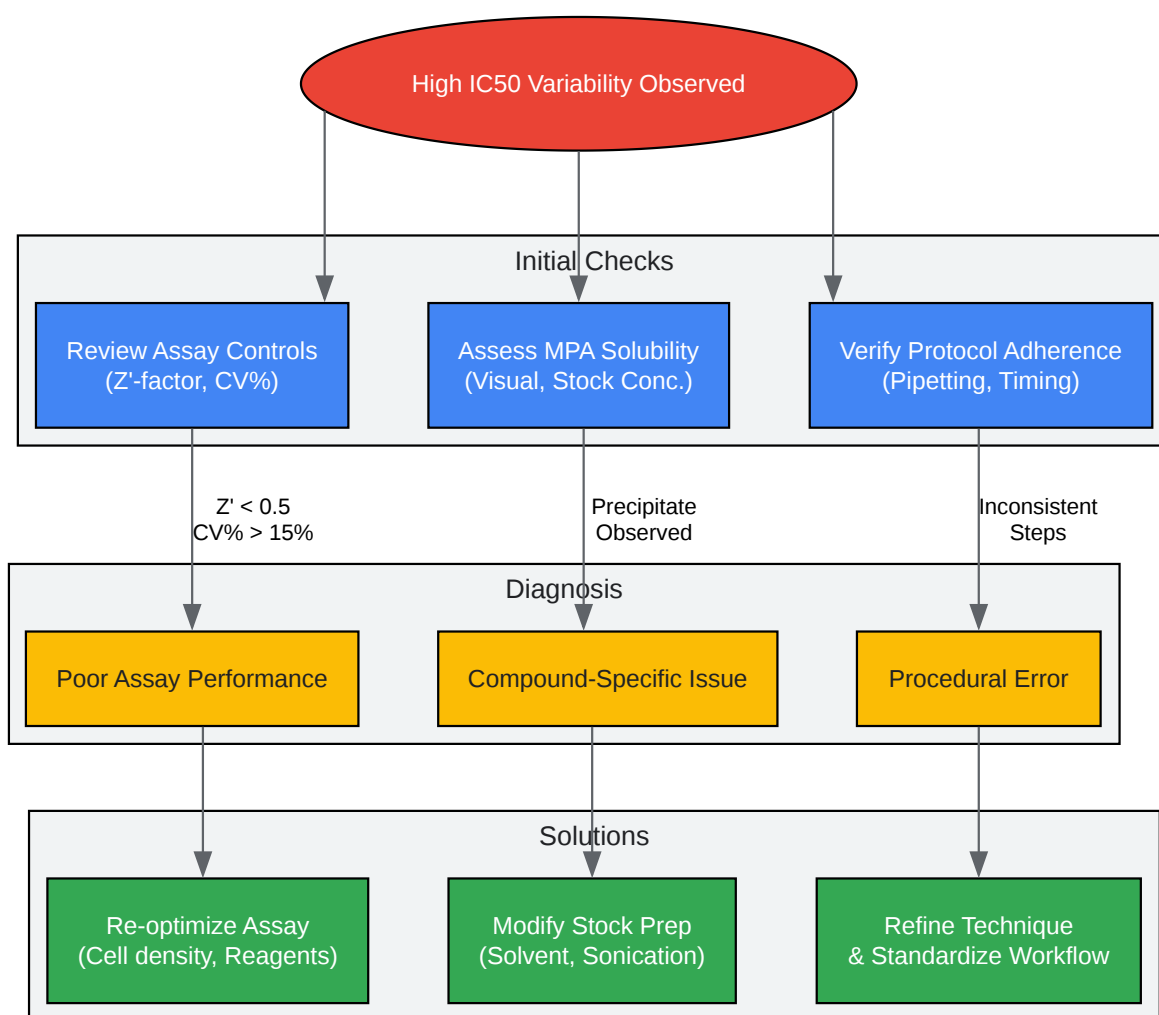 High IC50 Variability Observed
Initial Checks
Review Assay Controls
(Z'-factor, CV%)
Assess MPA Solubility
(Visual, Stock Conc.)
Verify Protocol Adherence
(Pipetting, Timing)
Z' < 0.5
CV% > 15%
Precipitate
Observed
Inconsistent
Steps
Diagnosis
Poor Assay Performance
Compound-Specific Issue
Procedural Error
Solutions
Re-optimize Assay
(Cell density, Reagents)
Modify Stock Prep
(Solvent, Sonication)
Refine Technique
& Standardize Workflow